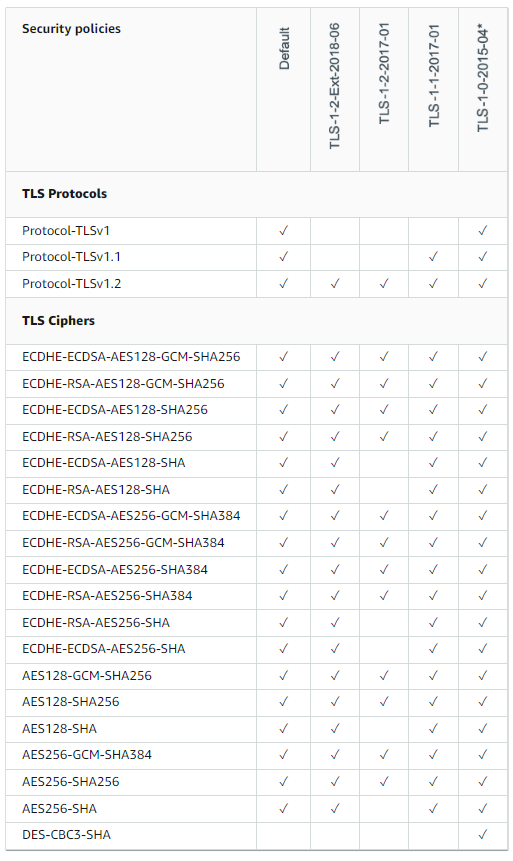 Security policies Default TLS-1-2-Ext-2018-06 TLS-1-2-2017-01 TLS-1-1-2017-01 TLS-1-0-2015-04*
TLS Protocols
Protocol-TLSv1 ✓ ✓
Protocol-TLSv1.1 ✓ ✓ ✓
Protocol-TLSv1.2 ✓ ✓ ✓ ✓ ✓
TLS Ciphers
ECDHE-ECDSA-AES128-GCM-SHA256 ✓ ✓ ✓ ✓ ✓
ECDHE-RSA-AES128-GCM-SHA256 ✓ ✓ ✓ ✓ ✓
ECDHE-ECDSA-AES128-SHA256 ✓ ✓ ✓ ✓ ✓
ECDHE-RSA-AES128-SHA256 ✓ ✓ ✓ ✓ ✓
ECDHE-ECDSA-AES128-SHA ✓ ✓ ✓ ✓
ECDHE-RSA-AES128-SHA ✓ ✓ ✓ ✓
ECDHE-ECDSA-AES256-GCM-SHA384 ✓ ✓ ✓ ✓ ✓
ECDHE-RSA-AES256-GCM-SHA384 ✓ ✓ ✓ ✓ ✓
ECDHE-ECDSA-AES256-SHA384 ✓ ✓ ✓ ✓ ✓
ECDHE-RSA-AES256-SHA384 ✓ ✓ ✓ ✓ ✓
ECDHE-RSA-AES256-SHA ✓ ✓ ✓ ✓
ECDHE-ECDSA-AES256-SHA ✓ ✓ ✓ ✓
AES128-GCM-SHA256 ✓ ✓ ✓ ✓ ✓
AES128-SHA256 ✓ ✓ ✓ ✓ ✓
AES128-SHA ✓ ✓ ✓ ✓
AES256-GCM-SHA384 ✓ ✓ ✓ ✓ ✓
AES256-SHA256 ✓ ✓ ✓ ✓ ✓
AES256-SHA ✓ ✓ ✓ ✓
DES-CBC3-SHA ✓